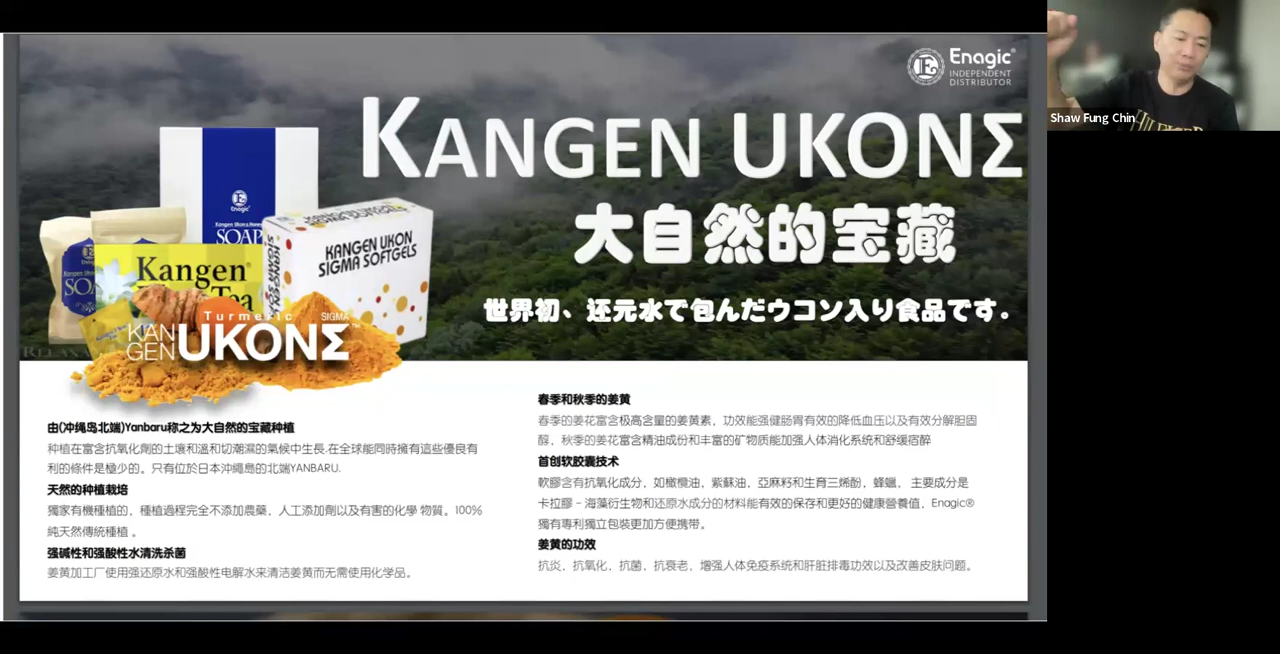 Enagic®
INDEPENDENT
DISTRIBUTOR
Shaw Fung Chin
KANGEN UKONΣ
大自然的宝藏
世界初、还元水で包んだウコン入り食品です。
Enagic
SOAP
KANGEN UKON
SIGMA SOFTGELS
Kangen®
Tea
Turmeric SIGMA
KAN
GEN UKONΣ™
由(冲绳岛北端)Yanbaru称之为大自然的宝藏种植
种植在富含抗氧化劑的土壤和溫和切潮濕的氣候中生長.在全球能同時擁有這些優良有
利的條件是極少的。只有位於日本沖繩島的北端YANBARU.
天然的种植栽培
獨家有機種植的，種植過程完全不添加農藥，人工添加劑以及有害的化學 物質。100%
純天然傳統種植 。
强碱性和强酸性水清洗杀菌
姜黄加工厂使用强还原水和强酸性电解水来清洁姜黄而无需使用化学品。
春季和秋季的姜黄
春季的姜花富含极高含量的姜黄素，功效能强健肠胃有效的降低血压以及有效分解胆固
醇，秋季的姜花富含精油成份和丰富的矿物质能加强人体消化系统和舒缓宿醉
首创软胶囊技术
軟膠含有抗氧化成分，如橄欖油，紫蘇油，亞麻籽和生育三烯酚，蜂蠟， 主要成分是
卡拉膠 - 海藻衍生物和还原水成分的材料能有效的保存和更好的健康營養值，Enagic®
獨有專利獨立包裝更加方便携带。
姜黄的功效
抗炎，抗氧化，抗菌，抗衰老，增强人体免疫系统和肝脏排毒功效以及改善皮肤问题。